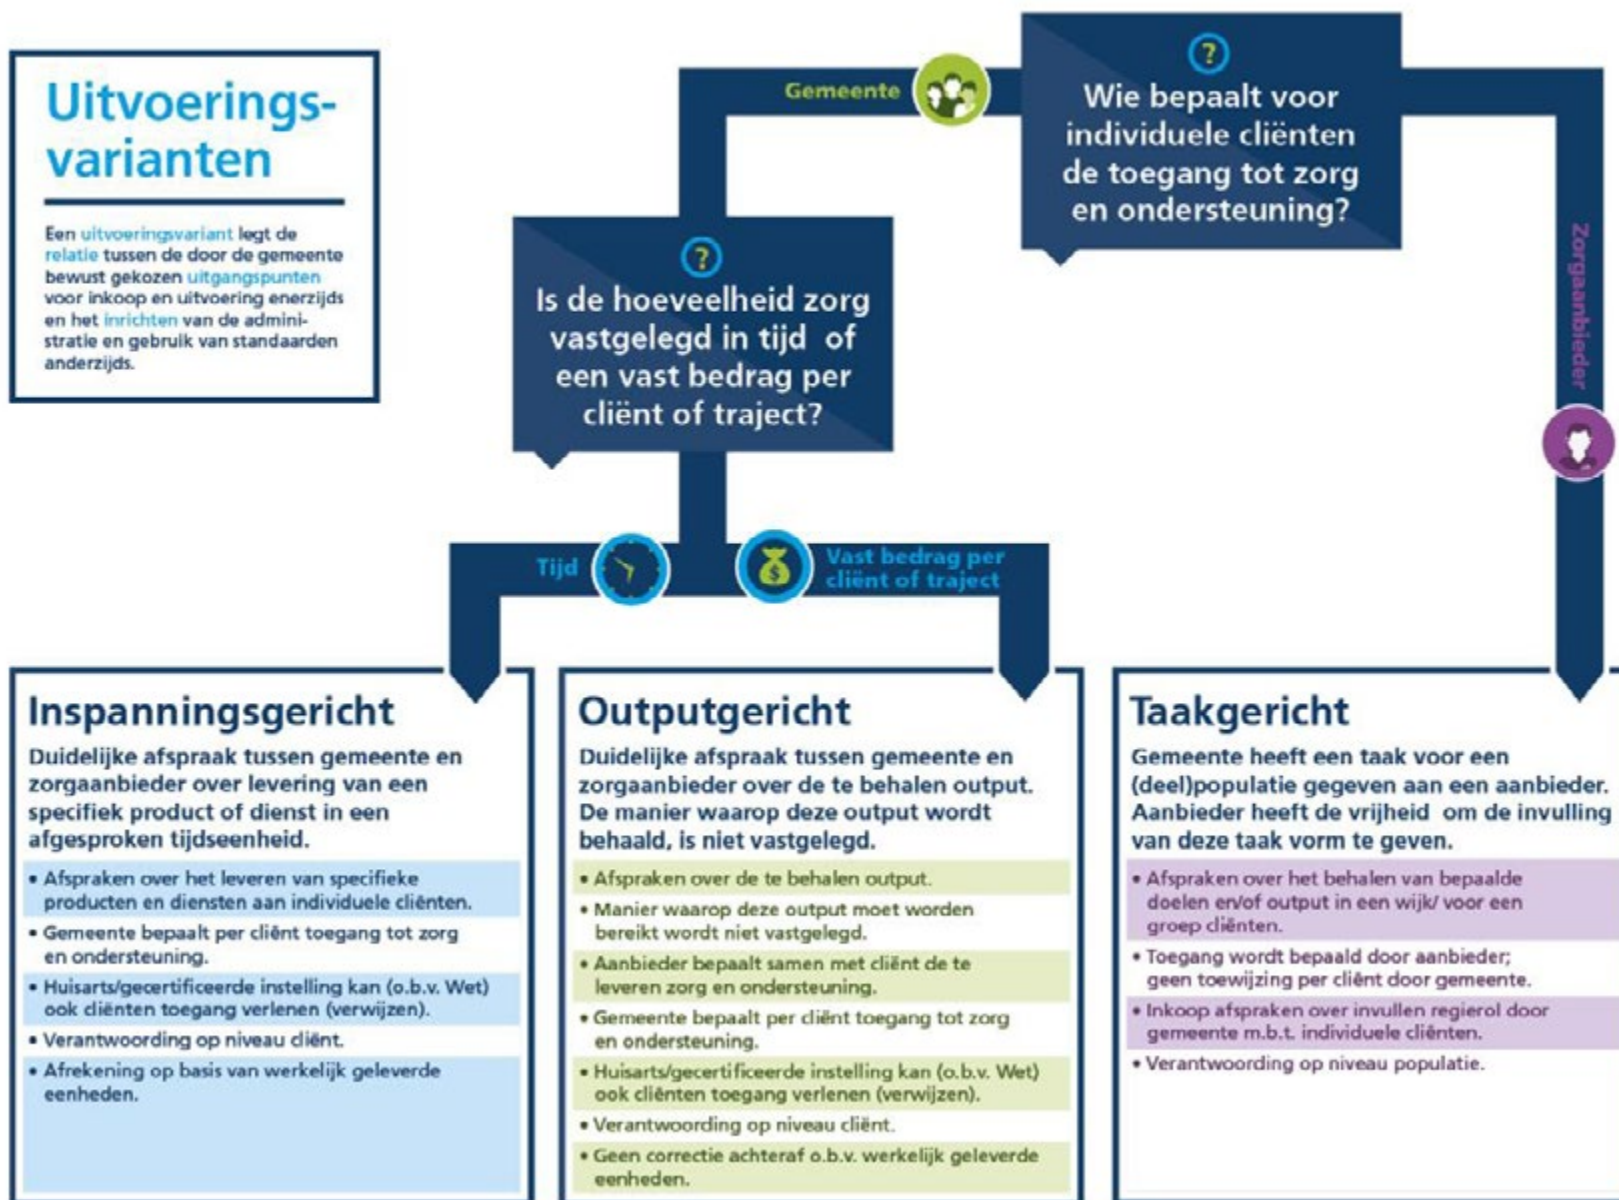 Uitvoerings-
varianten
Een uitvoeringsvariant legt de
relatie tussen de door de gemeente
bewust gekozen uitgangspunten
voor inkoop en uitvoering enerzijds
en het inrichten van de admini-
stratie en gebruik van standaarden
anderzijds.
?
Wie bepaalt voor
individuele cliënten
de toegang tot zorg
en ondersteuning?
Gemeente
Zorgaanbieder
?
Is de hoeveelheid zorg
vastgelegd in tijd of
een vast bedrag per
cliënt of traject?
Tijd
$
Vast bedrag per
cliënt of traject
Inspanningsgericht
Duidelijke afspraak tussen gemeente en
zorgaanbieder over levering van een
specifiek product of dienst in een
afgesproken tijdseenheid.
• Afspraken over het leveren van specifieke
producten en diensten aan individuele cliënten.
• Gemeente bepaalt per cliënt toegang tot zorg
en ondersteuning.
• Huisarts/gecertificeerde instelling kan (o.b.v. Wet)
ook cliënten toegang verlenen (verwijzen).
• Verantwoording op niveau cliënt.
• Afrekening op basis van werkelijk geleverde
eenheden.
Outputgericht
Duidelijke afspraak tussen gemeente en
zorgaanbieder over de te behalen output.
De manier waarop deze output wordt
behaald, is niet vastgelegd.
• Afspraken over de te behalen output.
• Manier waarop deze output moet worden
bereikt wordt niet vastgelegd.
• Aanbieder bepaalt samen met cliënt de te
leveren zorg en ondersteuning.
• Gemeente bepaalt per cliënt toegang tot zorg
en ondersteuning.
• Huisarts/gecertificeerde instelling kan (o.b.v. Wet)
ook cliënten toegang verlenen (verwijzen).
• Verantwoording op niveau cliënt.
• Geen correctie achteraf o.b.v. werkelijk geleverde
eenheden.
Taakgericht
Gemeente heeft een taak voor een
(deel)populatie gegeven aan een aanbieder.
Aanbieder heeft de vrijheid om de invulling
van deze taak vorm te geven.
• Afspraken over het behalen van bepaalde
doelen en/of output in een wijk/ voor een
groep cliënten.
• Toegang wordt bepaald door aanbieder;
geen toewijzing per cliënt door gemeente.
• Inkoop afspraken over invullen regierol door
gemeente m.b.t. individuele cliënten.
• Verantwoording op niveau populatie.